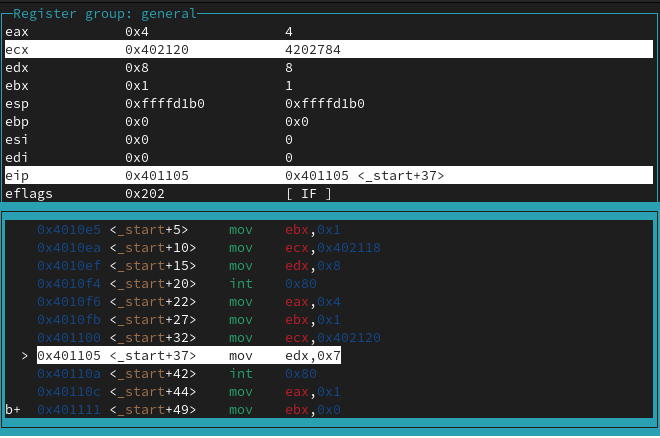 Register group: general
eax 0x4 4
ecx 0x402120 4202784
edx 0x8 8
ebx 0x1 1
esp 0xffffd1b0 0xffffd1b0
ebp 0x0 0x0
esi 0x0 0
edi 0x0 0
eip 0x401105 0x401105 <_start+37>
eflags 0x202 [ IF ]
0x4010e5 <_start+5> mov ebx,0x1
0x4010ea <_start+10> mov ecx,0x402118
0x4010ef <_start+15> mov edx,0x8
0x4010f4 <_start+20> int 0x80
0x4010f6 <_start+22> mov eax,0x4
0x4010fb <_start+27> mov ebx,0x1
0x401100 <_start+32> mov ecx,0x402120
> 0x401105 <_start+37> mov edx,0x7
0x40110a <_start+42> int 0x80
0x40110c <_start+44> mov eax,0x1
b+ 0x401111 <_start+49> mov ebx,0x0